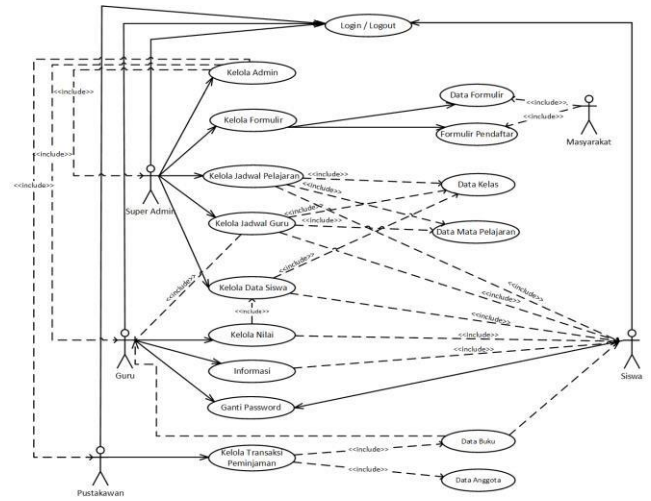 Login / Logout
Kelola Admin
<<include>>
<<include>>
<<include>>
Data Formulir
<<include>>
Kelola Formulir
<<include>>
Formulir Pendaftar
Masyarakat
<<include>>
Kelola Jadwal Pelajaran
<<include>>
Data Kelas
Super Admin
<<include>>
Kelola Jadwal Guru
<<include>>
Data Mata Pelajaran
<<include>>
<<include>>
<<include>>
<<include>>
Kelola Data Siswa
<<include>>
<<include>>
Kelola Nilai
<<include>>
Guru
Informasi
<<include>>
Siswa
Ganti Password
Kelola Transaksi
Peminjaman
<<include>>
Data Buku
<<include>>
Data Anggota
Pustakawan